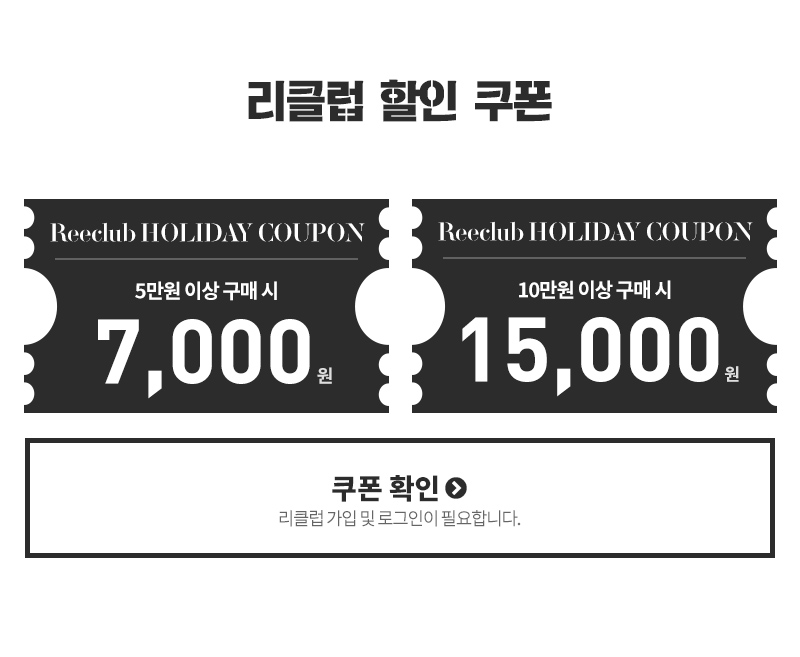 리클럽 할인 쿠폰
Reeclub HOLIDAY COUPON
5만원 이상 구매 시
7,000원
Reeclub HOLIDAY COUPON
10만원 이상 구매 시
15,000원
쿠폰 확인
리클럽 가입 및 로그인이 필요합니다.